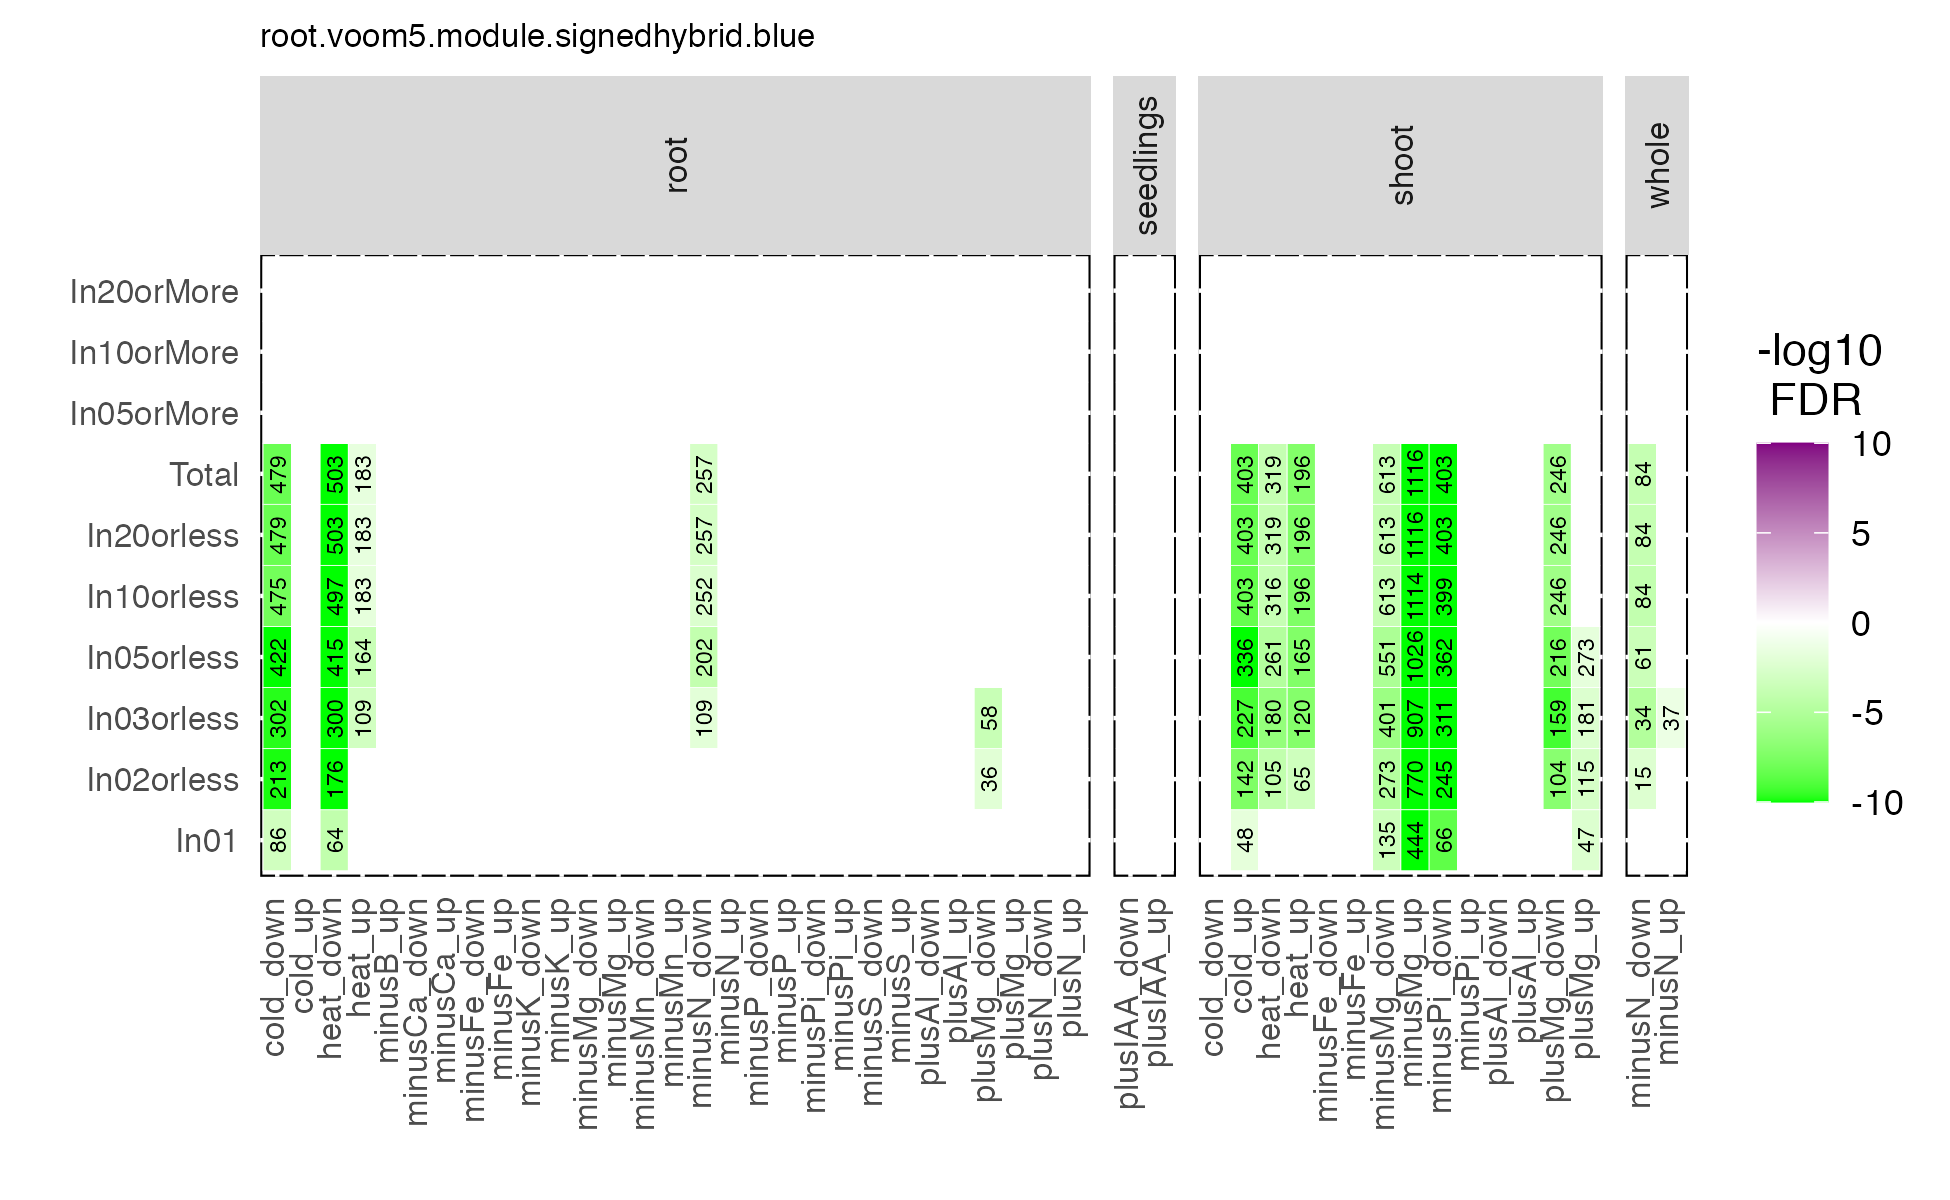 root.voom5.module.signedhybrid.blue
root
seedlings
shoot
whole
In20orMore
In10orMore
In05orMore
Total 479 503 183 257 403 319 196 613 1116 403 246 84
In20orless 479 503 183 257 403 319 196 613 1116 403 246 84
In10orless 475 497 183 252 403 316 196 613 1114 399 246 84
In05orless 422 415 164 202 336 261 165 551 1026 362 216 273 61
In03orless 302 300 109 109 58 227 180 120 401 907 311 159 181 34 37
In02orless 213 176 36 142 105 65 273 770 245 104 115 15
In01 86 64 48 135 444 66 47
cold_down
cold_up
heat_down
heat_up
minusB_up
minusCa_down
minusCa_up
minusFe_down
minusFe_up
minusK_down
minusK_up
minusMg_down
minusMg_up
minusMn_down
minusMn_up
minusN_down
minusN_up
minusP_down
minusP_up
minusPi_down
minusPi_up
minusS_down
minusS_up
plusAl_down
plusAl_up
plusMg_down
plusMg_up
plusN_down
plusN_up
plusIAA_down
plusIAA_up
cold_down
cold_up
heat_down
heat_up
minusFe_down
minusFe_up
minusMg_down
minusMg_up
minusPi_down
minusPi_up
plusAl_down
plusAl_up
plusMg_down
plusMg_up
minusN_down
minusN_up
-log10
FDR
10
5
0
-5
-10